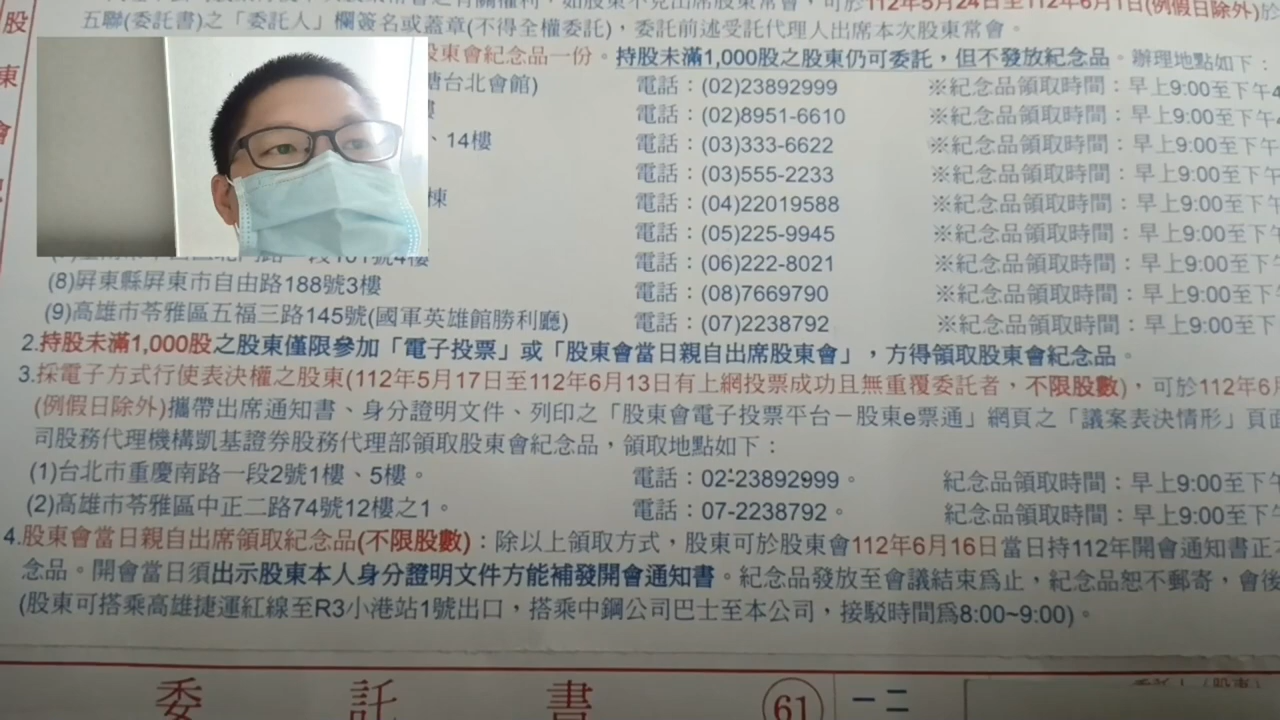 股東會
112年5月24日至112年6月1日(例假日除外)於
五聯(委託書)之「委託人」欄簽名或蓋章(不得全權委託)，委託前述受託代理人出席本次股東常會。
股東會紀念品一份。持股未滿1,000股之股東仍可委託，但不發放紀念品。辦理地點如下：
台北會館) 電話：(02)23892999 ※紀念品領取時間：早上9:00至下午4
電話：(02)8951-6610 ※紀念品領取時間：早上9:00至下午4
、14樓 電話：(03)333-6622 ※紀念品領取時間：早上9:00至下午
電話：(03)555-2233 ※紀念品領取時間：早上9:00至下午
棟 電話：(04)22019588 ※紀念品領取時間：早上9:00至下午
電話：(05)225-9945 ※紀念品領取時間：早上9:00至下午
電話：(06)222-8021 ※紀念品領取時間：早上9:00至下午
(8)屏東縣屏東市自由路188號3樓 電話：(08)7669790 ※紀念品領取時間：早上9:00至下午
(9)高雄市苓雅區五福三路145號(國軍英雄館勝利廳) 電話：(07)2238792 ※紀念品領取時間：早上9:00至下午
2.持股未滿1,000股之股東僅限參加「電子投票」或「股東會當日親自出席股東會」，方得領取股東會紀念品。
3.採電子方式行使表決權之股東(112年5月17日至112年6月13日有上網投票成功且無重覆委託者，不限股數)，可於112年6月
(例假日除外)攜帶出席通知書、身分證明文件、列印之「股東會電子投票平台－股東e票通」網頁之「議案表決情形」頁面
司股務代理機構凱基證券股務代理部領取股東會紀念品，領取地點如下：
(1)台北市重慶南路一段2號1樓、5樓。 電話：02-23892999。 紀念品領取時間：早上9:00至下午
(2)高雄市苓雅區中正二路74號12樓之1。 電話：07-2238792。 紀念品領取時間：早上9:00至下午
4.股東會當日親自出席領取紀念品(不限股數)：除以上領取方式，股東可於股東會112年6月16日當日持112年開會通知書正
念品。開會當日須出示股東本人身分證明文件方能補發開會通知書。紀念品發放至會議結束為止，紀念品恕不郵寄，會後
(股東可搭乘高雄捷運紅線至R3小港站1號出口，搭乘中鋼公司巴士至本公司，接駁時間為8:00~9:00)。
委託書 61 一二